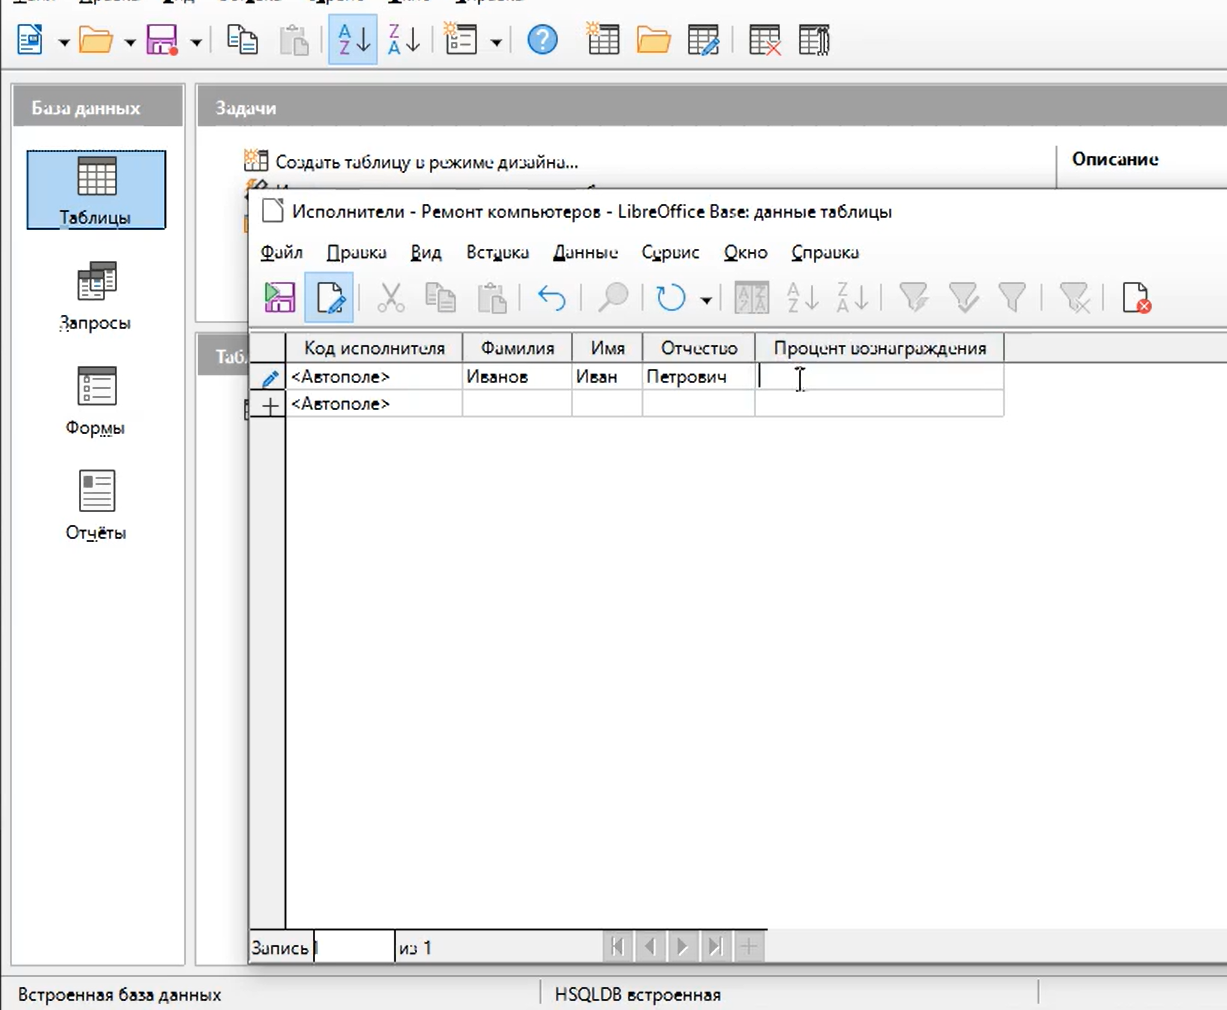 База данных
Задачи
Создать таблицу в режиме дизайна...
Описание
Таблицы
Запросы
Формы
Отчёты
Исполнители - Ремонт компьютеров - LibreOffice Base: данные таблицы
Файл Правка Вид Вставка Данные Сервис Окно Справка
Таб
Код исполнителя Фамилия Имя Отчество Процент вознаграждения
<Автополе> Иванов Иван Петрович
<Автополе>
Запись 1 из 1
Встроенная база данных HSQLDB встроенная